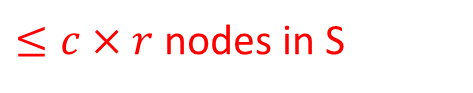 ≤ 𝑐 × 𝑟 nodes in S